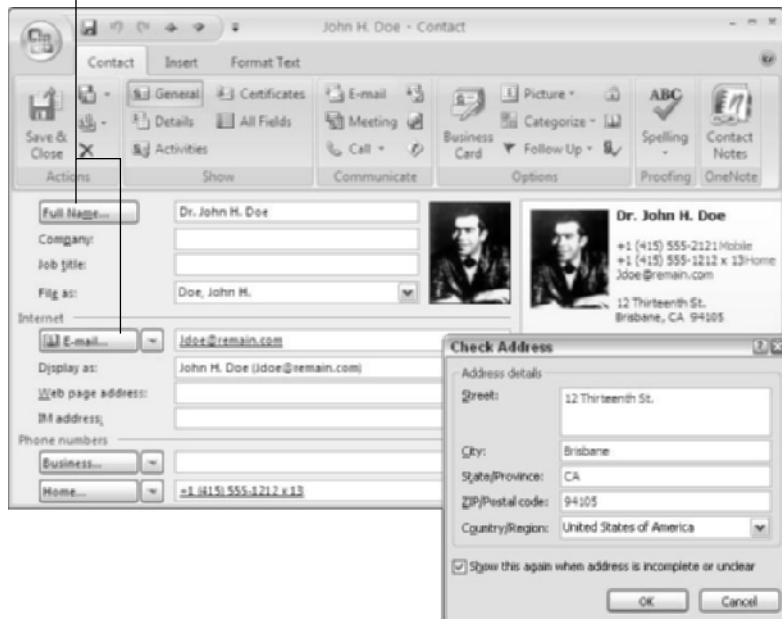 John H. Doe - Contact
Contact Insert Format Text
Save & Close
General Certificates
Details All Fields
Activities
E-mail
Meeting
Call
Business Card
Picture
Categorize
Follow Up
ABC
Spelling
Contact Notes
Actions Show Communicate Options Proofing OneNote
Full Name... Dr. John H. Doe
Company:
Job title:
File as: Doe, John H.
Internet
E-mail... Jdoe@remain.com
Display as: John H. Doe (Jdoe@remain.com)
Web page address:
IM address:
Phone numbers
Business...
Home... +1 (415) 555-1212 x 13
Dr. John H. Doe
+1 (415) 555-2121 Mobile
+1 (415) 555-1212 x 13Home
Jdoe@remain.com
12 Thirteenth St.
Brisbane, CA 94105
Check Address
Address details
Street: 12 Thirteenth St.
City: Brisbane
State/Province: CA
ZIP/Postal code: 94105
Country/Region: United States of America
Show this again when address is incomplete or unclear
OK Cancel